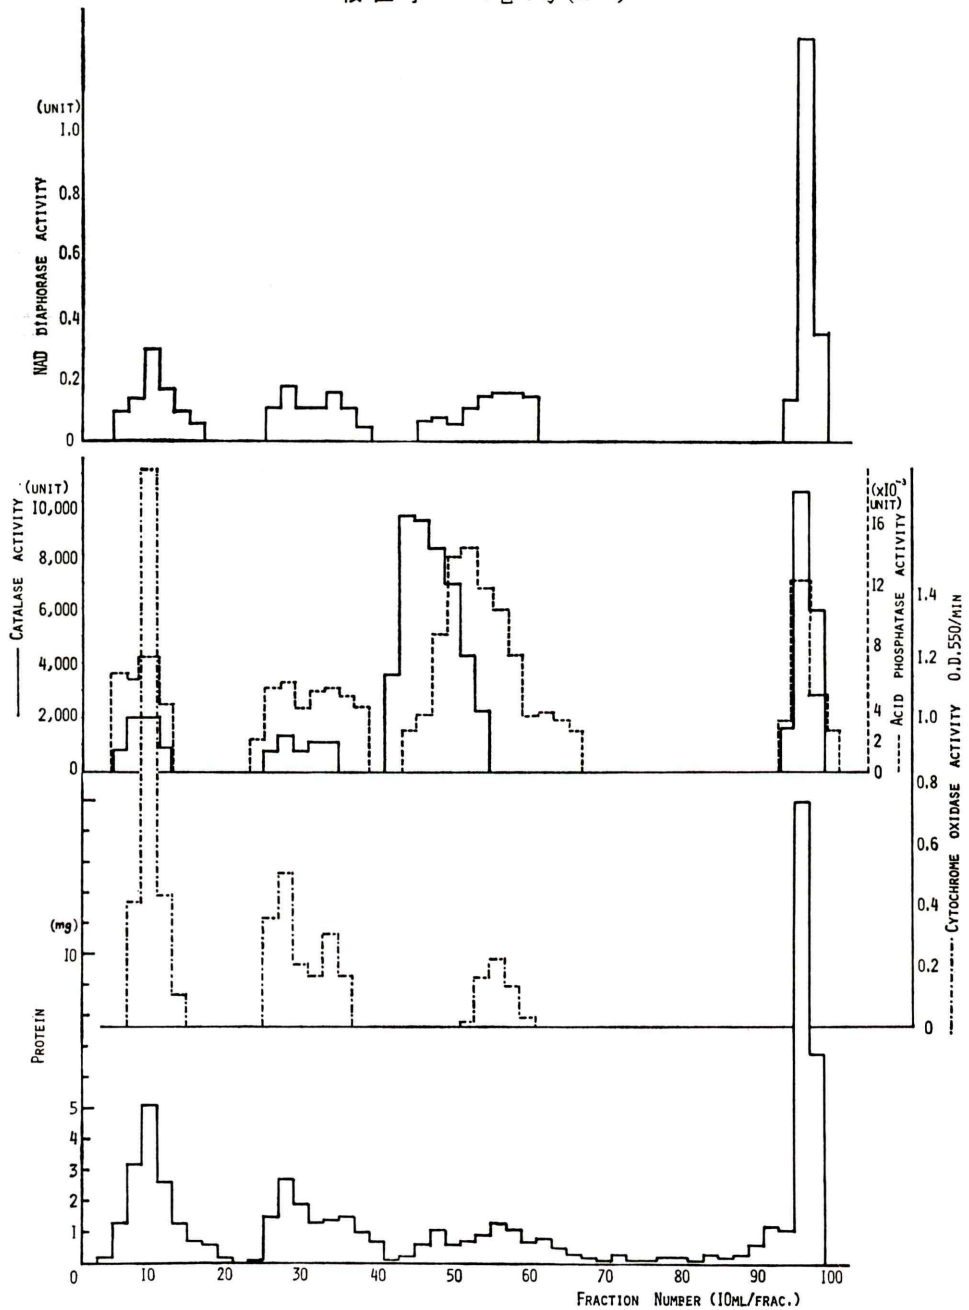 (UNIT)
1.0
0.8
0.6
0.4
0.2
0
NAD DIAPHORASE ACTIVITY
(UNIT)
10,000
8,000
6,000
4,000
2,000
0
CATALASE ACTIVITY
(x10⁻³
UNIT)
16
12
8
4
2
0
ACID PHOSPHATASE ACTIVITY
1.4
1.2
1.0
0.8
0.6
0.4
0.2
0
CYTOCHROME OXIDASE ACTIVITY O.D.550/MIN
(mg)
10
5
4
3
2
1
PROTEIN
0 10 20 30 40 50 60 70 80 90 100
FRACTION NUMBER (10ML/FRAC.)